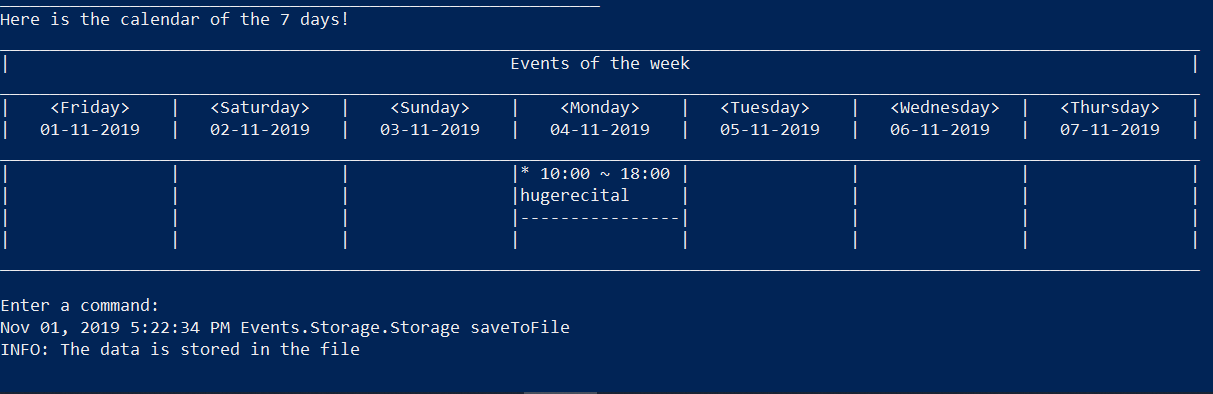 Here is the calendar of the 7 days!
| Events of the week |
| <Friday> | <Saturday> | <Sunday> | <Monday> | <Tuesday> | <Wednesday> | <Thursday> |
| 01-11-2019 | 02-11-2019 | 03-11-2019 | 04-11-2019 | 05-11-2019 | 06-11-2019 | 07-11-2019 |
| | | |* 10:00 ~ 18:00 | | | |
| | | |hugerecital | | | |
| | | |----------------| | | |
| | | | | | | |
Enter a command:
Nov 01, 2019 5:22:34 PM Events.Storage.Storage saveToFile
INFO: The data is stored in the file